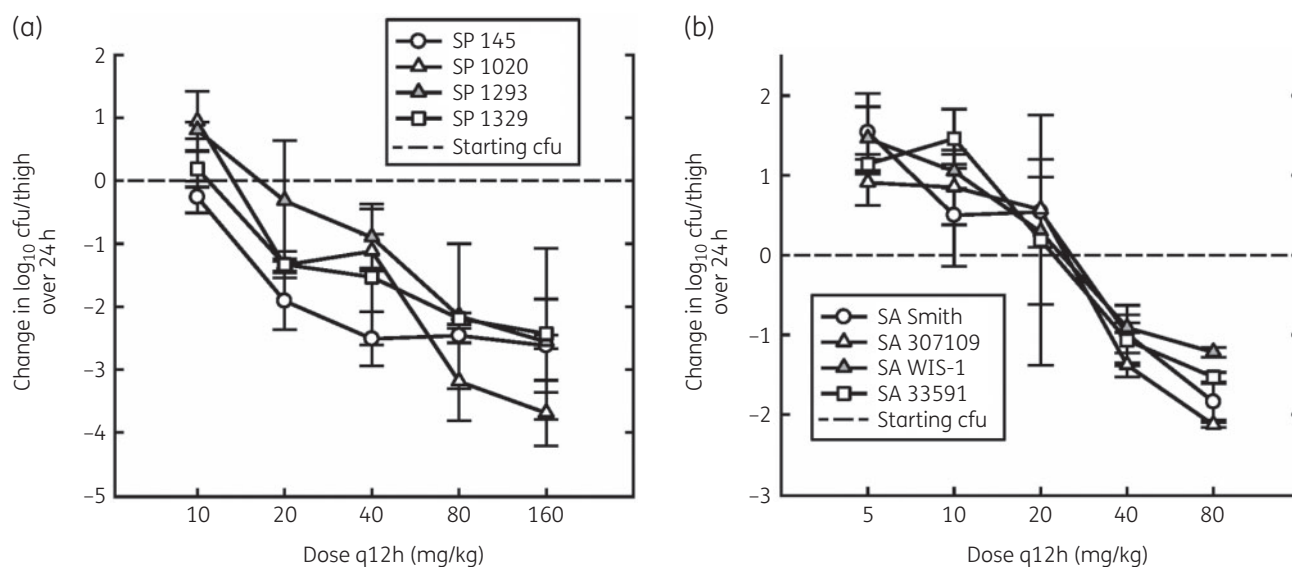 (a)
2
1
0
−1
−2
−3
−4
−5
Change in log10 cfu/thigh
over 24 h
SP 145
SP 1020
SP 1293
SP 1329
Starting cfu
10 20 40 80 160
Dose q12h (mg/kg)
(b)
2
1
0
−1
−2
−3
Change in log10 cfu/thigh
over 24 h
SA Smith
SA 307109
SA WIS-1
SA 33591
Starting cfu
5 10 20 40 80
Dose q12h (mg/kg)